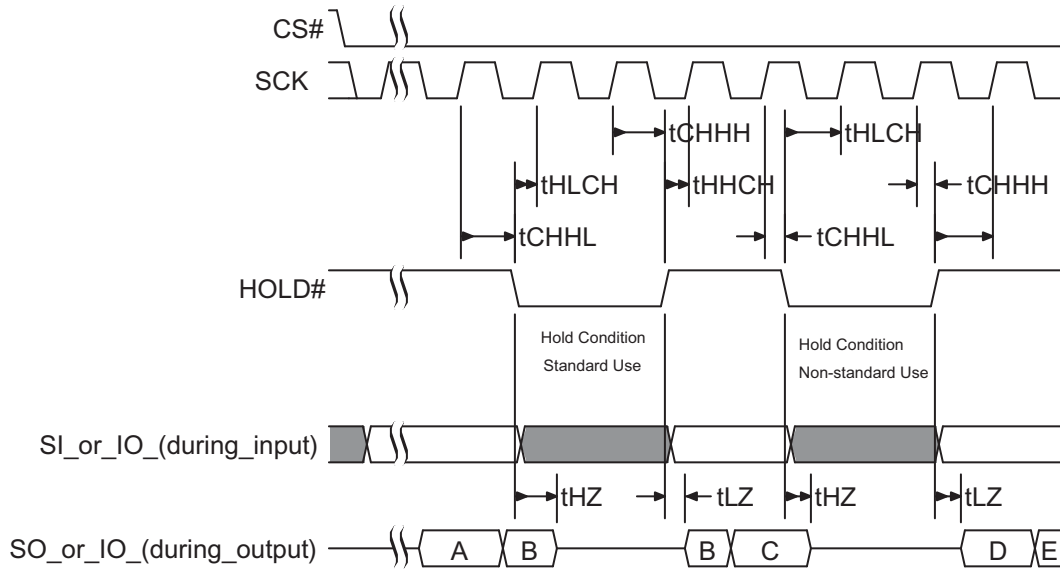 CS#
SCK
tCHHH
tHLCH
tHLCH
tHHCH
tCHHH
tCHHL
tCHHL
HOLD#
Hold Condition
Standard Use
Hold Condition
Non-standard Use
SI_or_IO_(during_input)
tHZ
tLZ
tHZ
tLZ
SO_or_IO_(during_output)
A
B
B
C
D
E